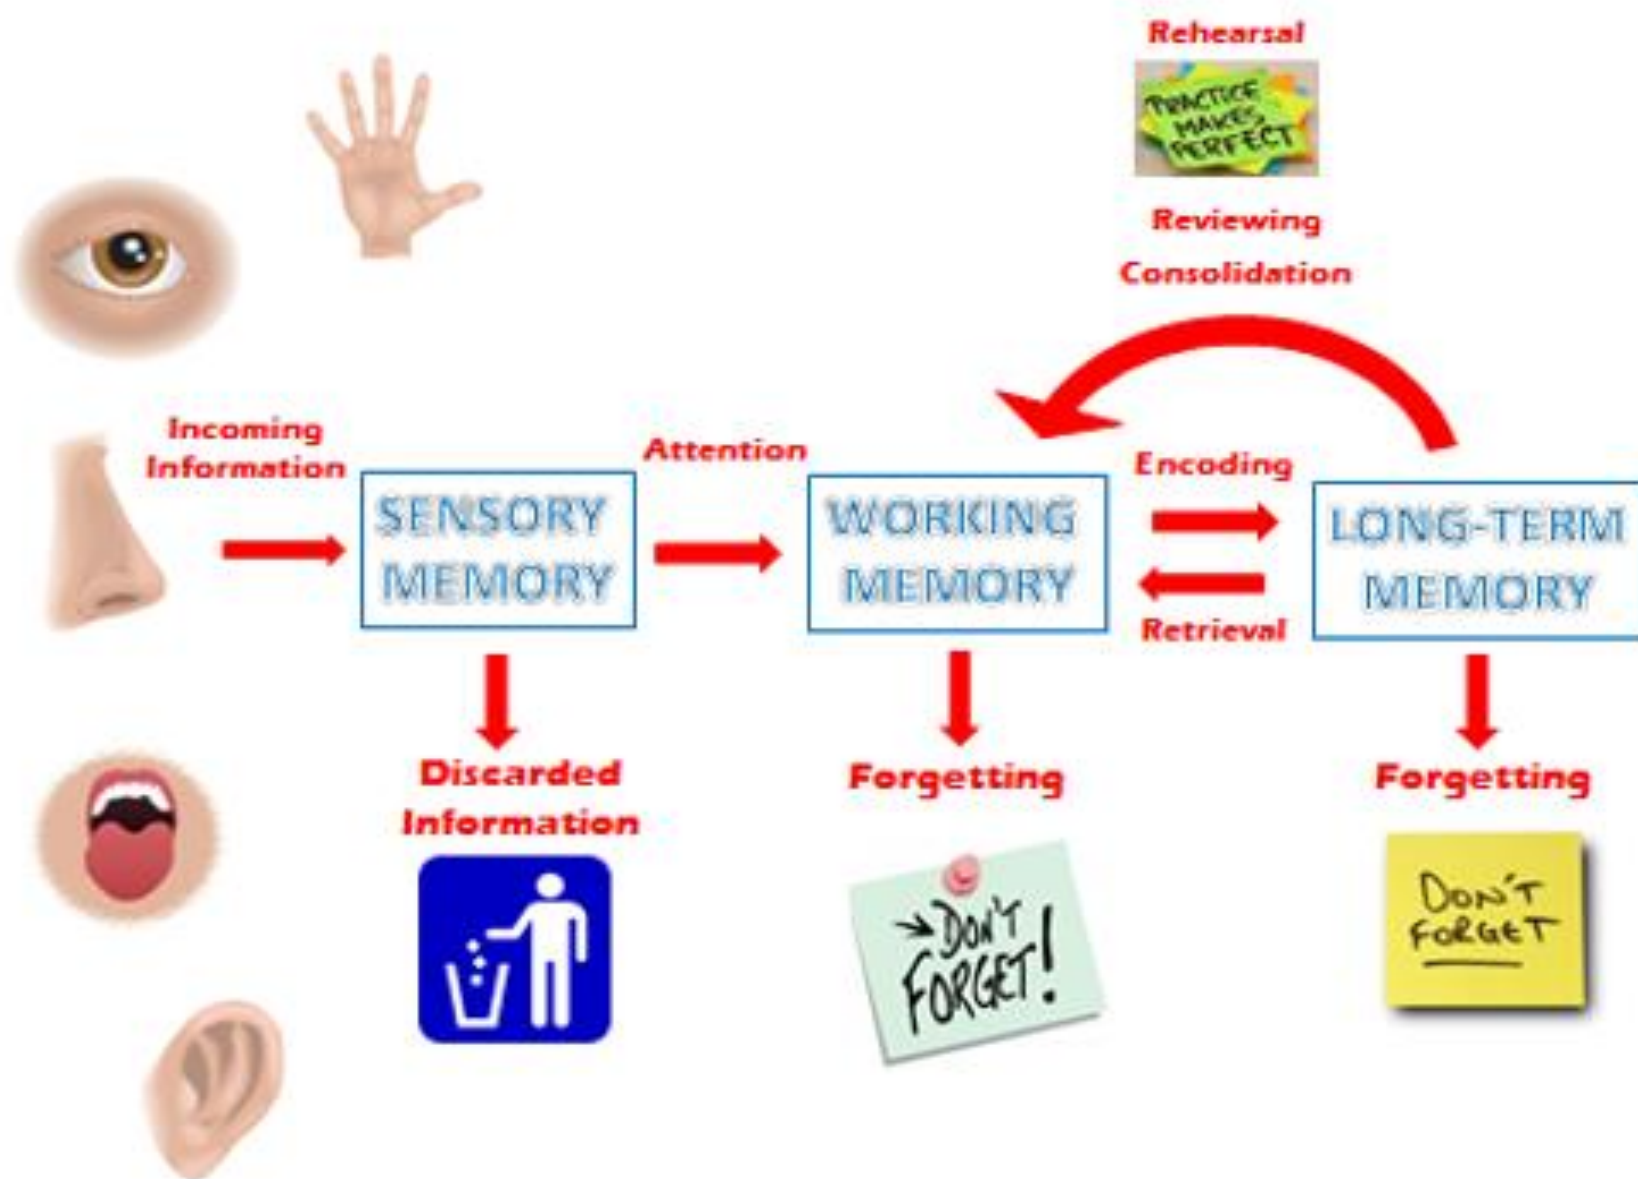 Rehearsal
PRACTICE
MAKES
PERFECT
Reviewing
Consolidation
Incoming
Information
Attention
Encoding
SENSORY
MEMORY
WORKING
MEMORY
LONG-TERM
MEMORY
Retrieval
Discarded
Information
Forgetting
Forgetting
DON'T
FORGET!
DON'T
FORGET